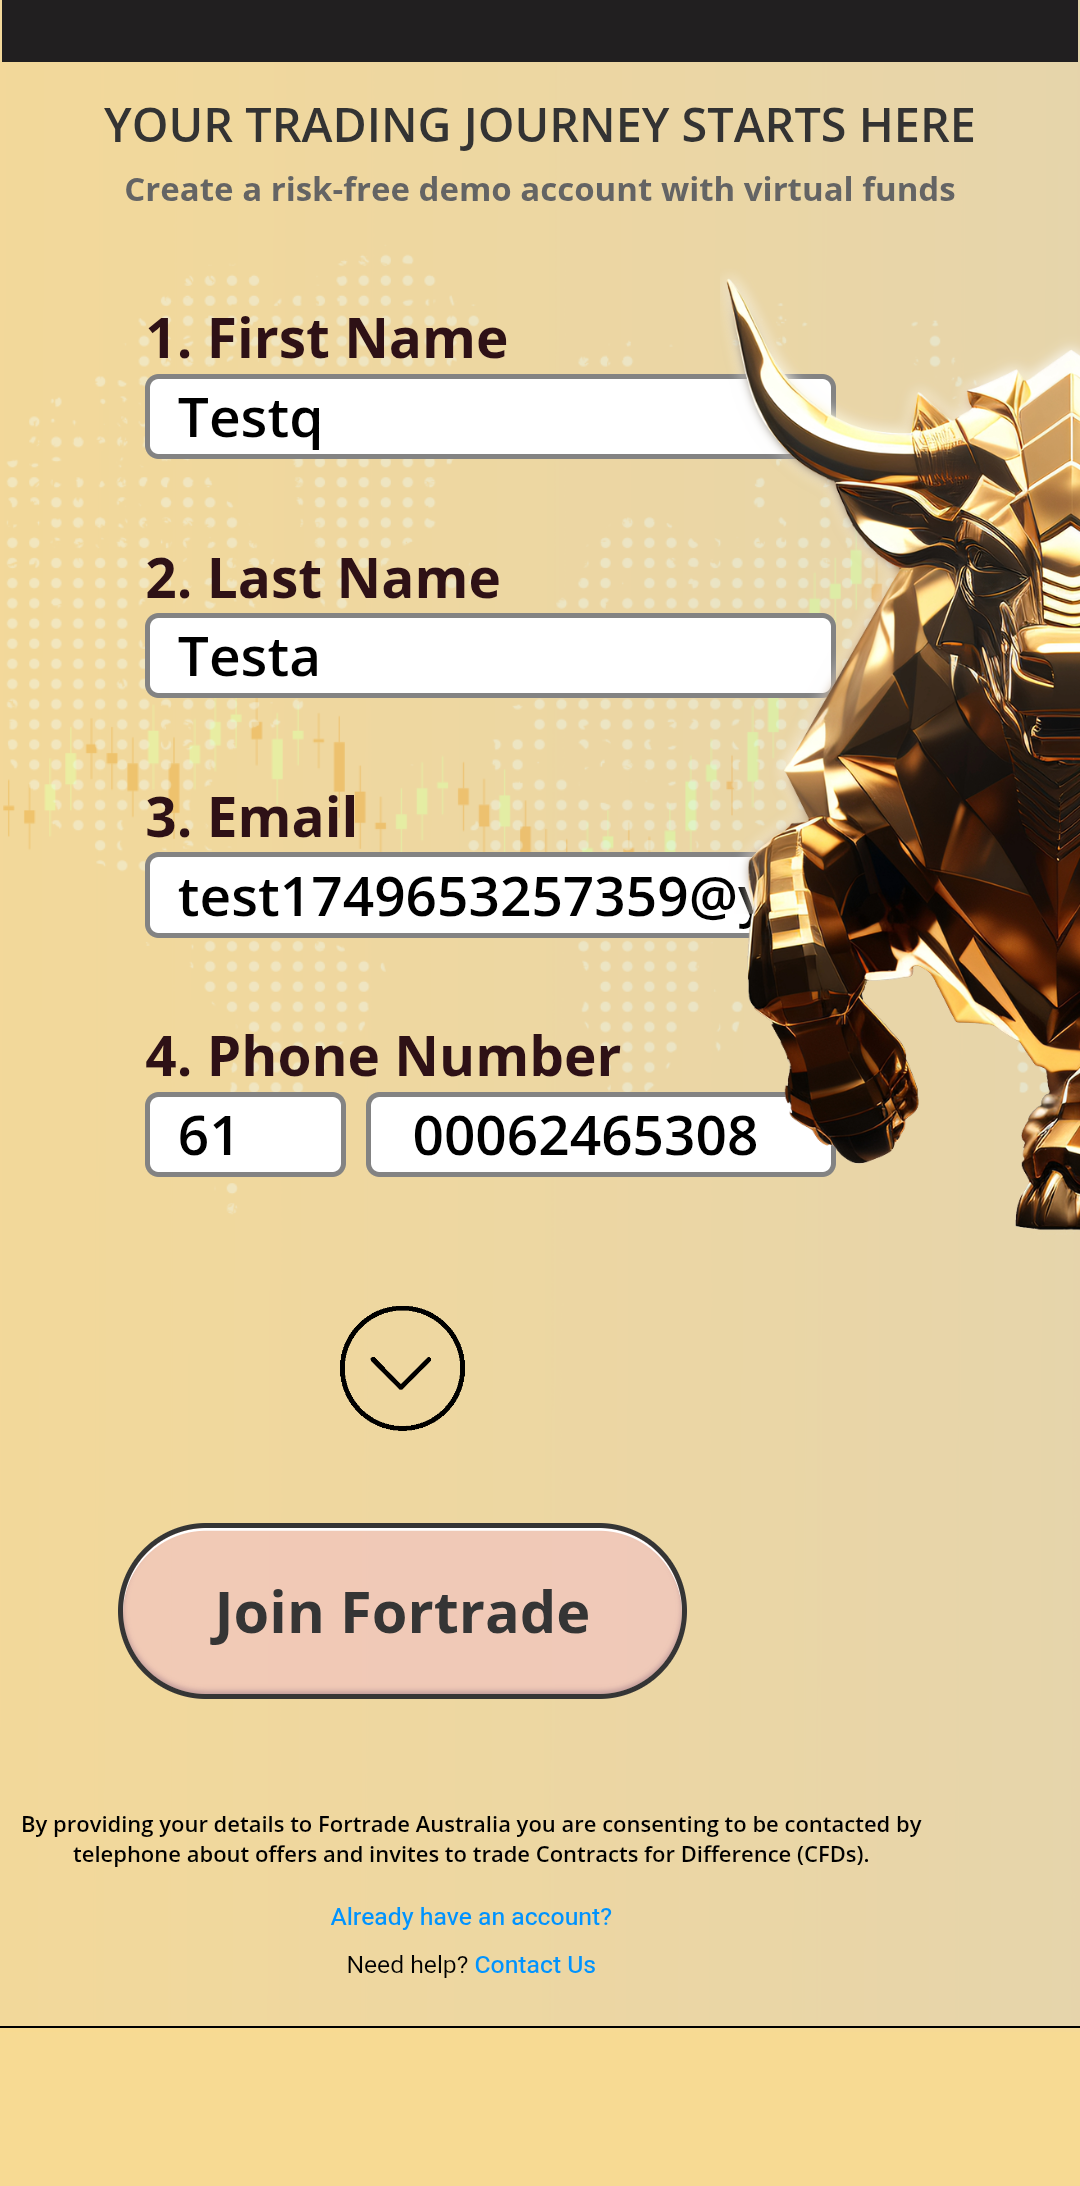 YOUR TRADING JOURNEY STARTS HERE
Create a risk-free demo account with virtual funds
1. First Name
Testq
2. Last Name
Testa
3. Email
test1749653257359@y
4. Phone Number
61 00062465308
Join Fortrade
By providing your details to Fortrade Australia you are consenting to be contacted by
telephone about offers and invites to trade Contracts for Difference (CFDs).
Already have an account?
Need help? Contact Us